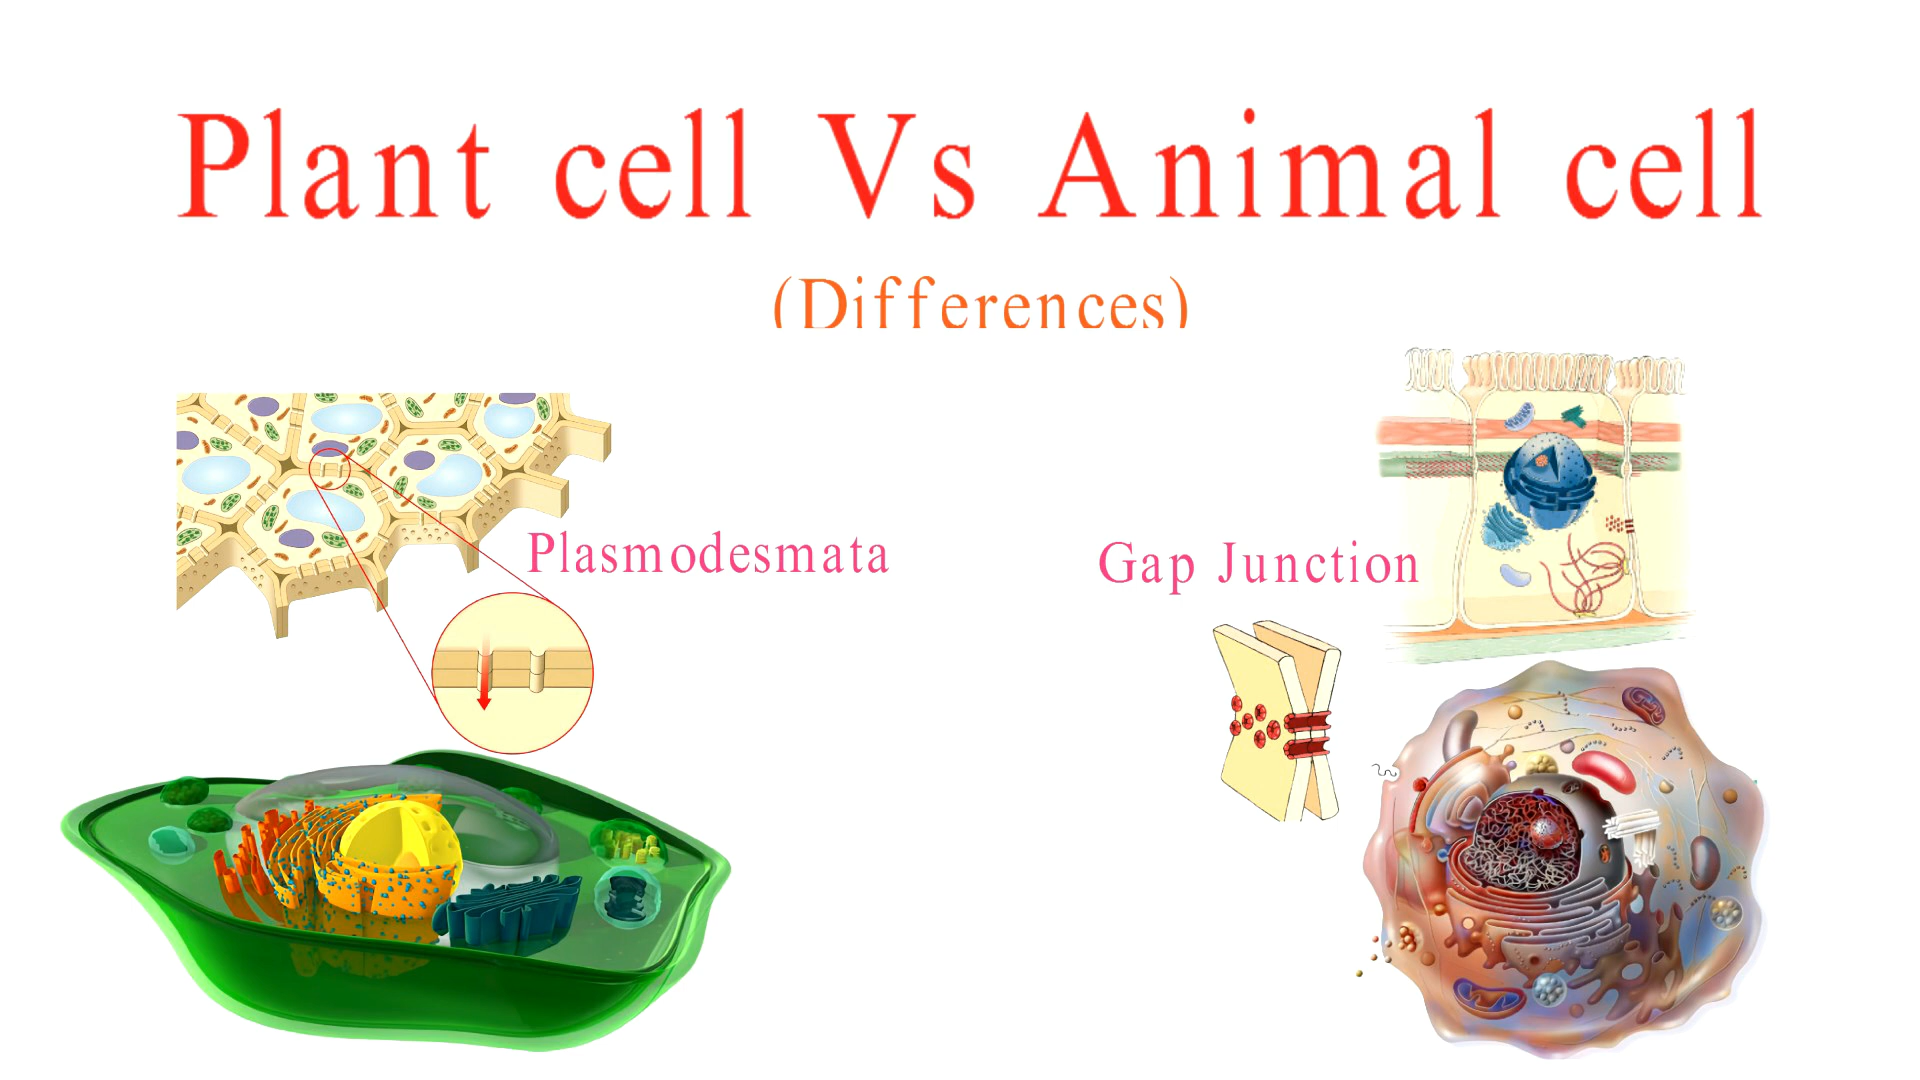 Plant cell Vs Animal cell
(Differences)
Plasmodesmata
Gap Junction